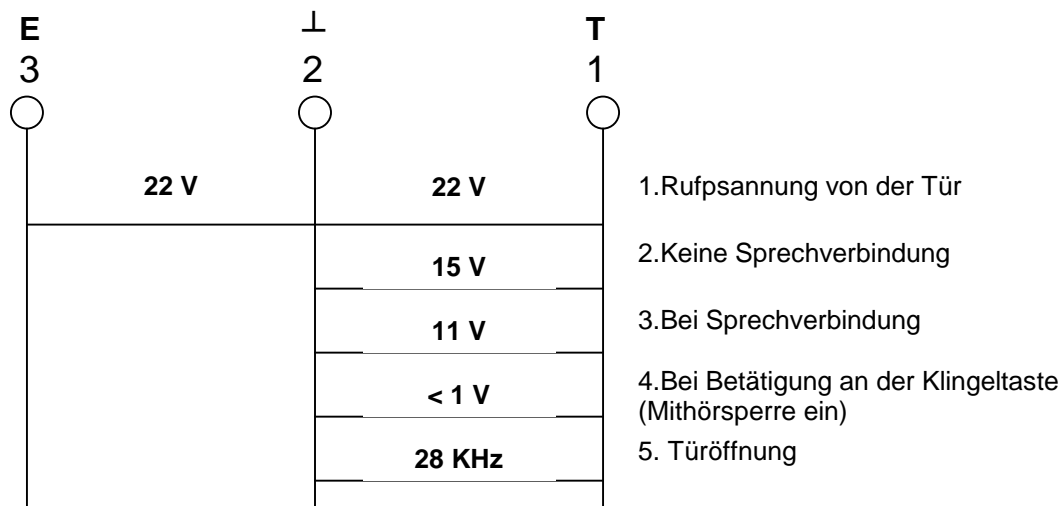 E ⊥ T
3 2 1
22 V 22 V 1.Rufpsannung von der Tür
15 V 2.Keine Sprechverbindung
11 V 3.Bei Sprechverbindung
< 1 V 4.Bei Betätigung an der Klingeltaste
(Mithörsperre ein)
28 KHz 5. Türöffnung